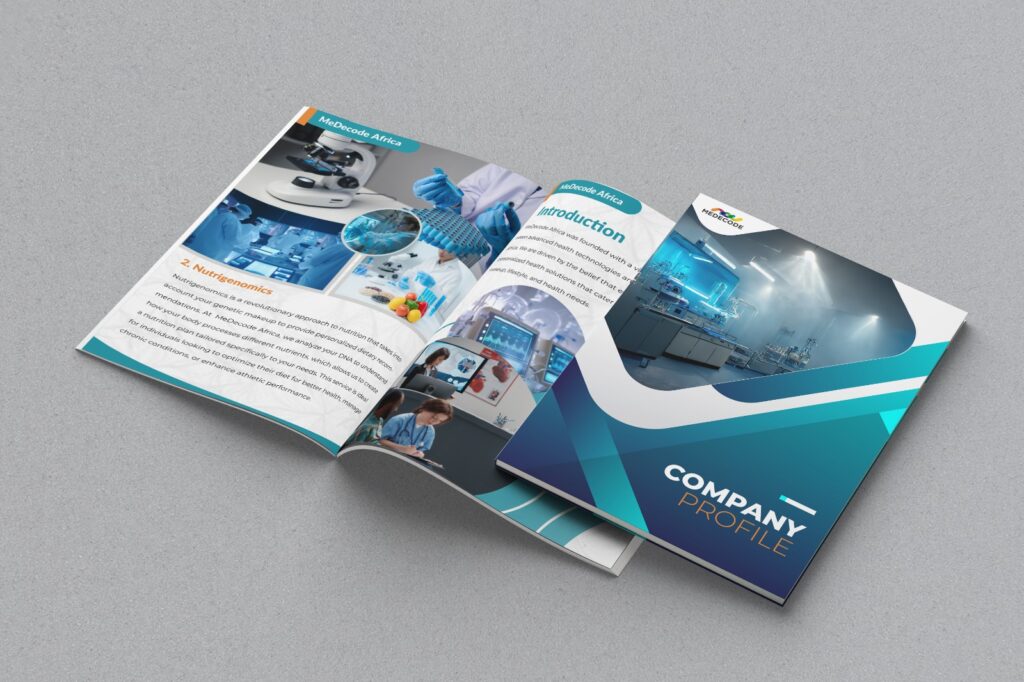 MeDecode Africa
2. Nutrigenomics
Nutrigenomics is a revolutionary approach to nutrition that takes into
account your genetic makeup to provide personalized dietary recom-
mendations. At MeDecode Africa, we analyze your DNA to understand
how your body processes different nutrients, which allows us to create
a nutrition plan tailored specifically to your needs. This service is ideal
for individuals looking to optimize their diet for better health, manage
chronic conditions, or enhance athletic performance.
MeDecode Africa
Introduction
MeDecode Africa was founded with a
advanced health technologies
We are driven by the belief that
health solutions that cater
lifestyle, and health needs.
MEDECODE
COMPANY
PROFILE